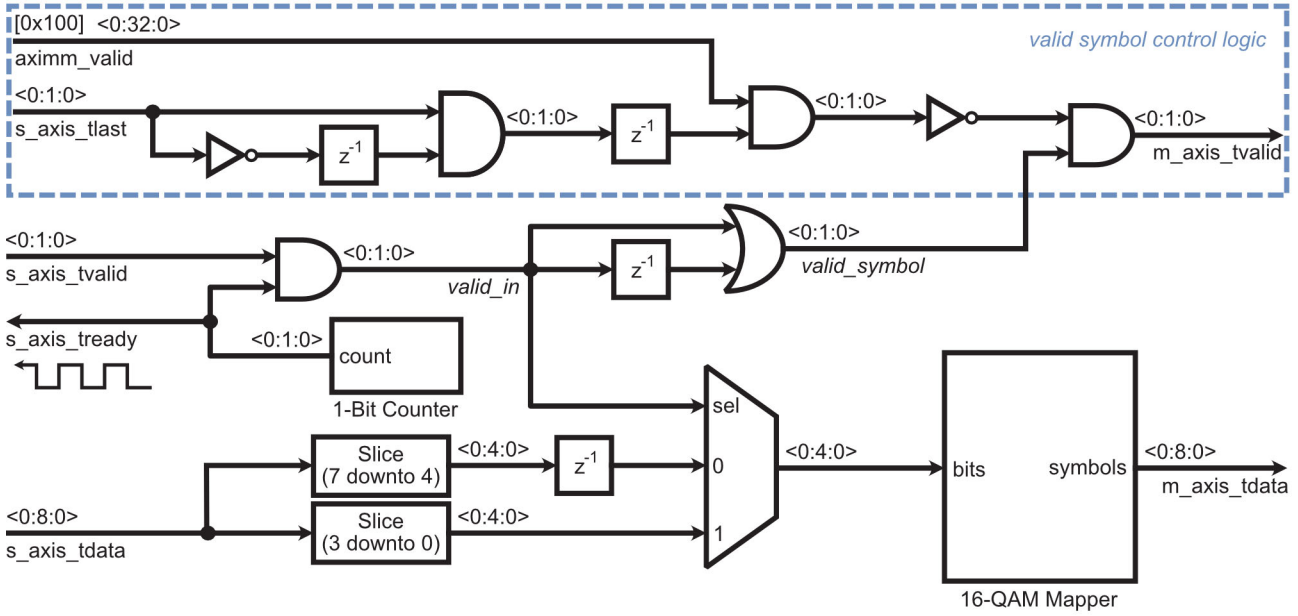 [0x100] <0:32:0>
valid symbol control logic
aximm_valid
<0:1:0>
s_axis_tlast
z-1
<0:1:0>
z-1
<0:1:0>
<0:1:0>
m_axis_tvalid
<0:1:0>
s_axis_tvalid
<0:1:0>
valid_in
z-1
<0:1:0>
valid_symbol
s_axis_tready
<0:1:0>
count
1-Bit Counter
sel
0
1
Slice
(7 downto 4)
<0:4:0>
z-1
<0:8:0>
s_axis_tdata
Slice
(3 downto 0)
<0:4:0>
<0:4:0>
bits
symbols
16-QAM Mapper
<0:8:0>
m_axis_tdata